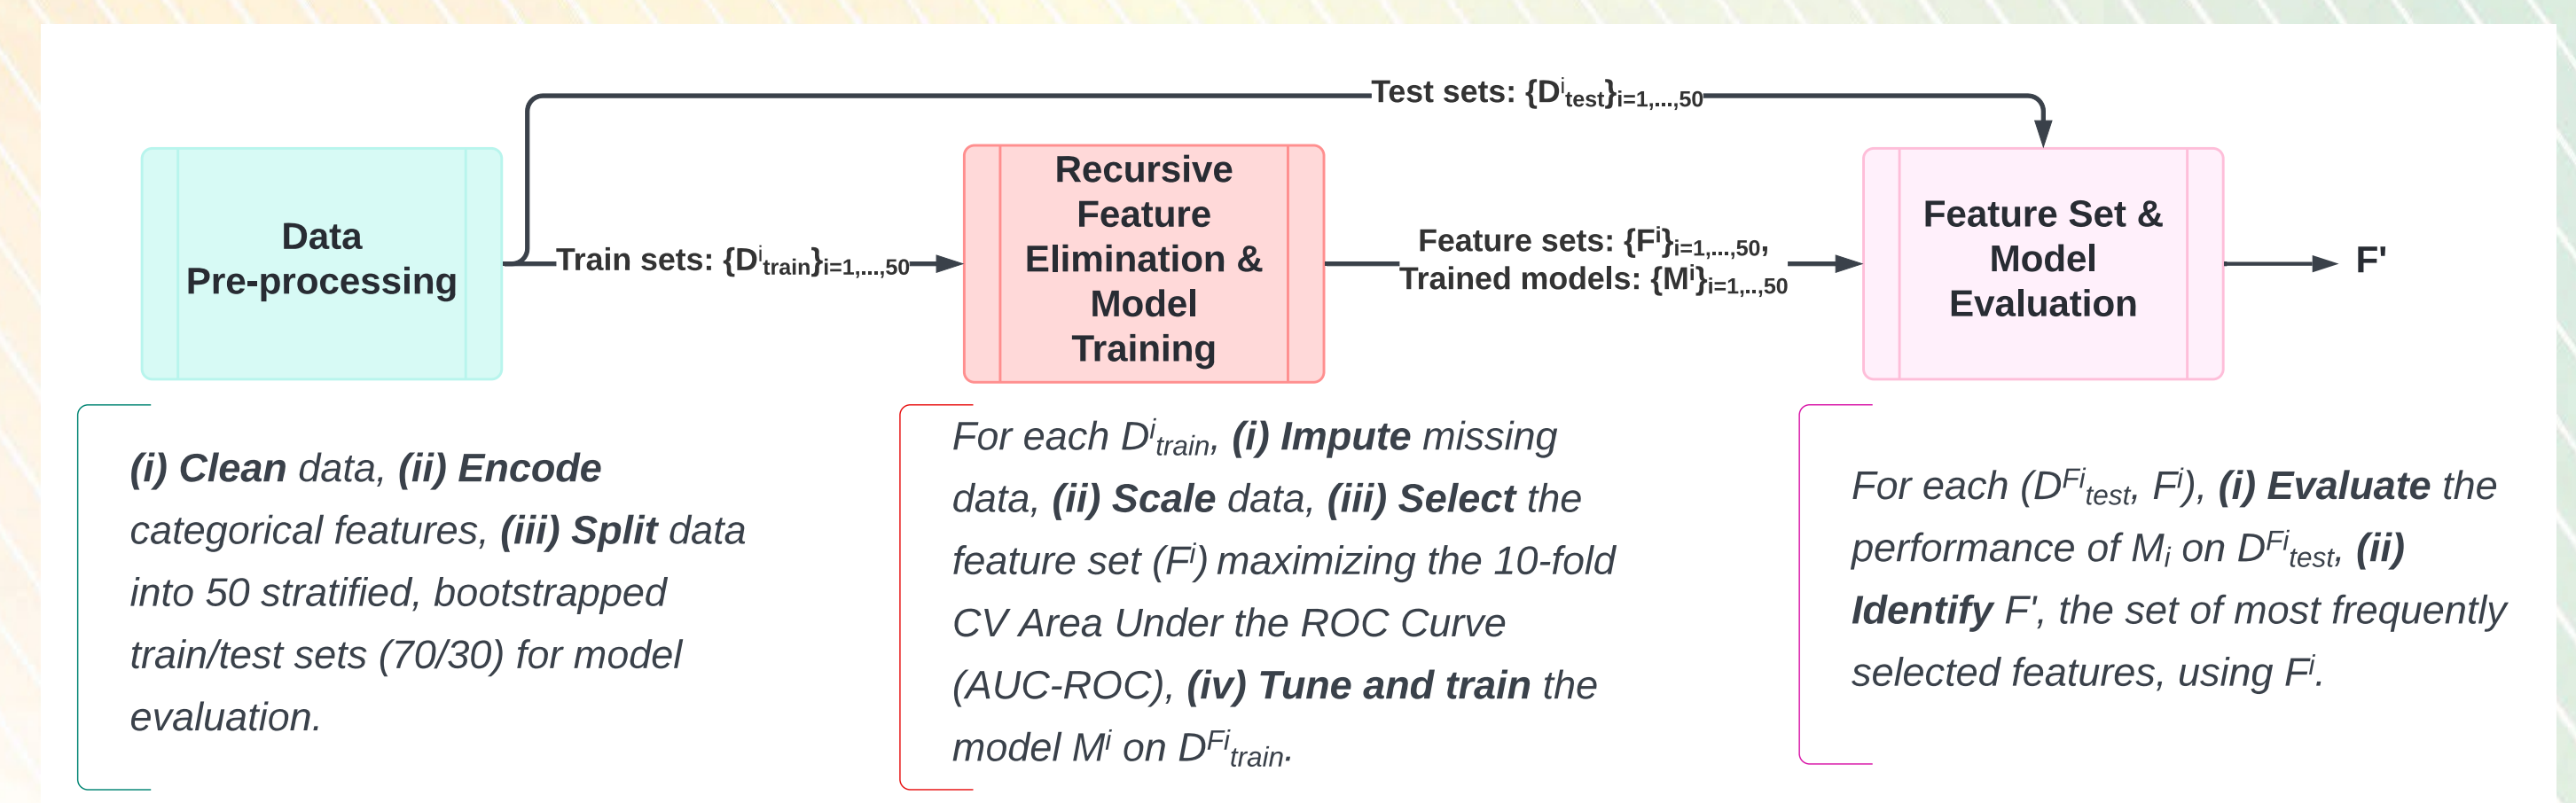 Test sets: {Dⁱtest}i=1,...,50
Data
Pre-processing
Train sets: {Dⁱtrain}i=1,...,50
Recursive
Feature
Elimination &
Model
Training
Feature sets: {Fⁱ}i=1,...,50,
Trained models: {Mⁱ}i=1,..,50
Feature Set &
Model
Evaluation
F'
(i) Clean data, (ii) Encode
categorical features, (iii) Split data
into 50 stratified, bootstrapped
train/test sets (70/30) for model
evaluation.
For each Dⁱtrain, (i) Impute missing
data, (ii) Scale data, (iii) Select the
feature set (Fⁱ) maximizing the 10-fold
CV Area Under the ROC Curve
(AUC-ROC), (iv) Tune and train the
model Mⁱ on DFitrain.
For each (DFitest, Fⁱ), (i) Evaluate the
performance of Mi on DFitest, (ii)
Identify F', the set of most frequently
selected features, using Fⁱ.